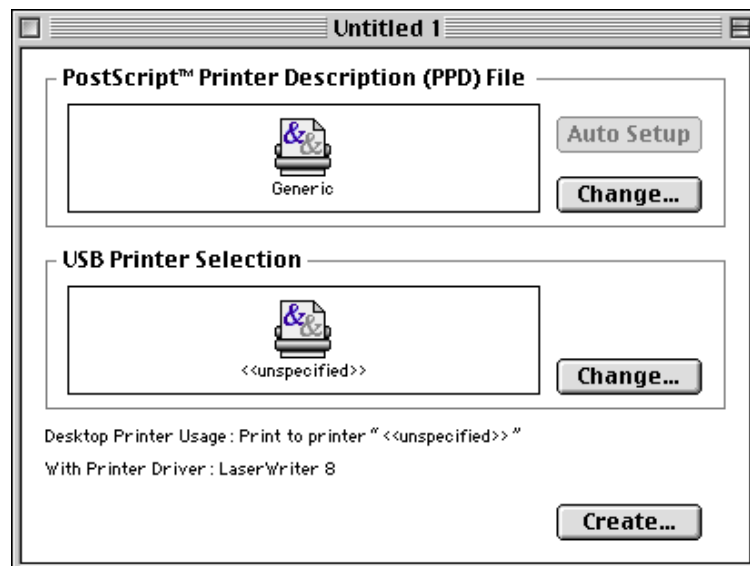 Untitled 1
PostScript™ Printer Description (PPD) File
Generic
Auto Setup
Change...
USB Printer Selection
<<unspecified>>
Change...
Desktop Printer Usage : Print to printer “ <<unspecified>> ”
With Printer Driver : LaserWriter 8
Create...